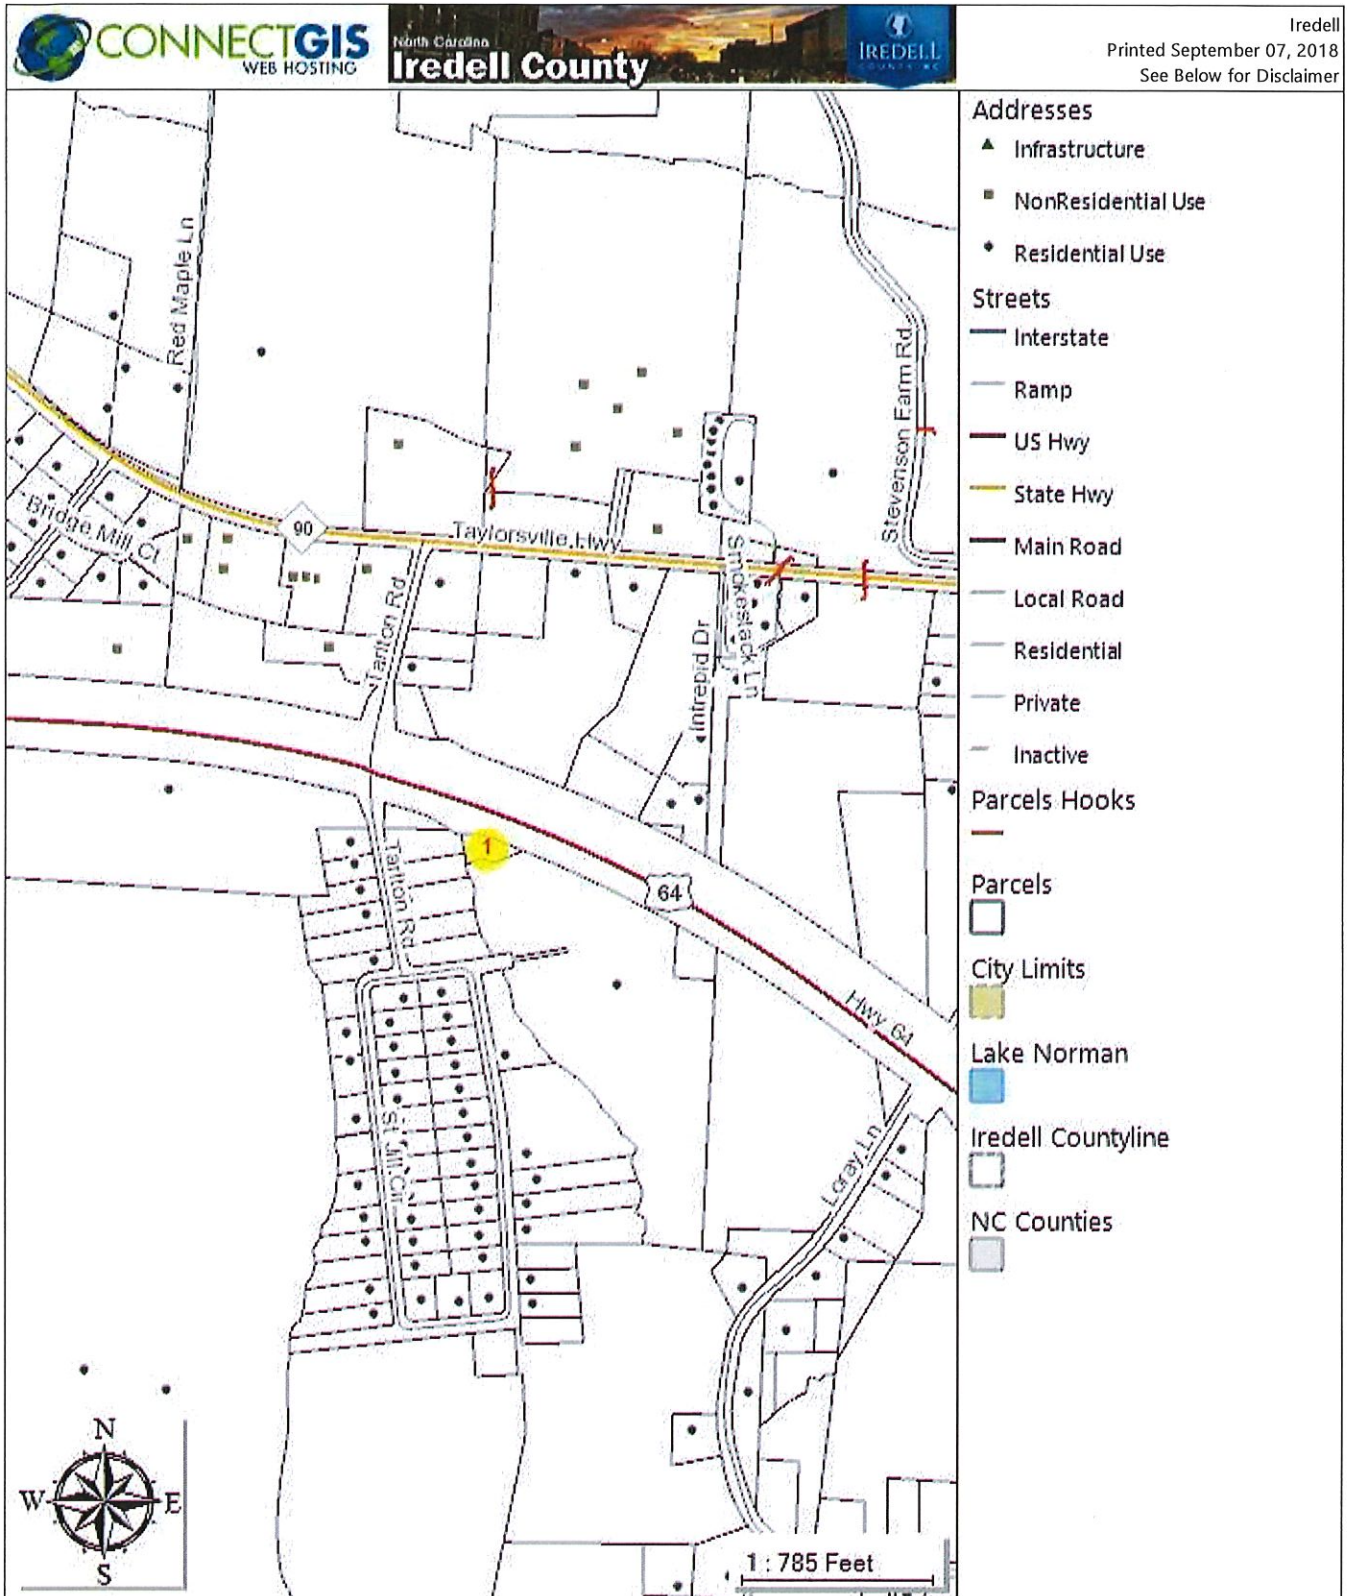 CONNECTGIS
WEB HOSTING
North Carolina
Iredell County
IREDELL
COUNTY NC
Iredell
Printed September 07, 2018
See Below for Disclaimer
Addresses
Infrastructure
NonResidential Use
Residential Use
Streets
Interstate
Ramp
US Hwy
State Hwy
Main Road
Local Road
Residential
Private
Inactive
Parcels Hooks
Parcels
City Limits
Lake Norman
Iredell Countyline
NC Counties
Red Maple Ln
Stevenson Farm Rd
Bridge Mill Ct
90
Taylorsville Hwy
Tarlton Rd
Smokestack Ln
Intrepid Dr
1
Tarlton Rd
64
Hwy 64
Loray Ln
Cir
N
W
E
S
1 : 785 Feet